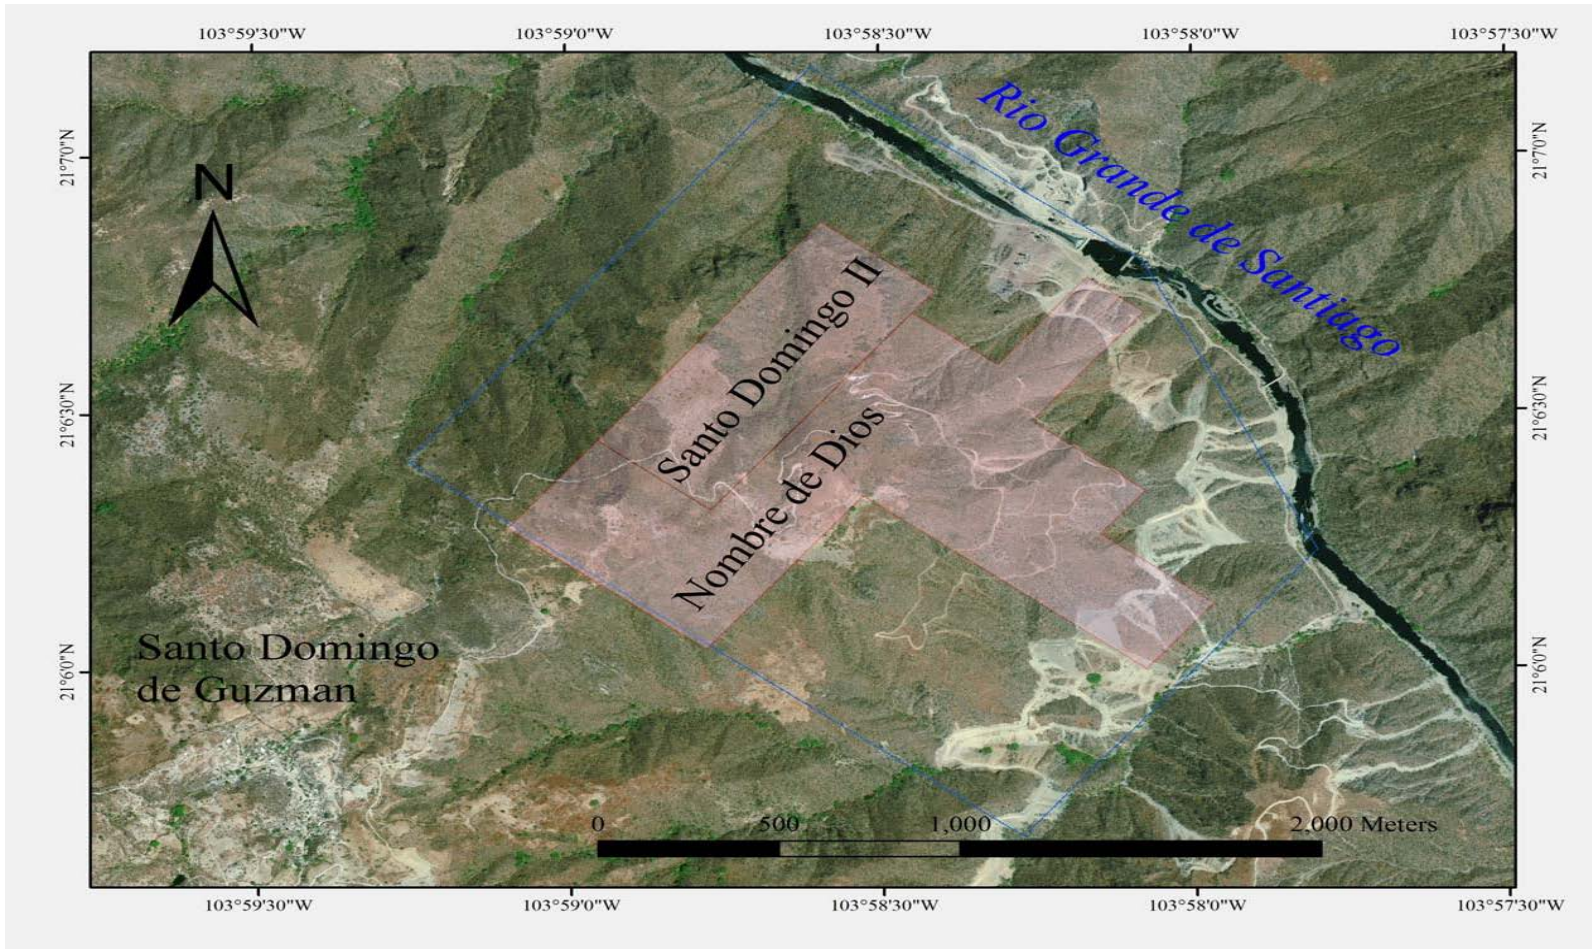 103°59'30"W 103°59'0"W 103°58'30"W 103°58'0"W 103°57'30"W
Rio Grande de Santiago
21°7'0"N 21°7'0"N
N
Santo Domingo II
21°6'30"N 21°6'30"N
Nombre de Dios
Santo Domingo
de Guzman
21°6'0"N 21°6'0"N
0 500 1,000 2,000 Meters
103°59'30"W 103°59'0"W 103°58'30"W 103°58'0"W 103°57'30"W